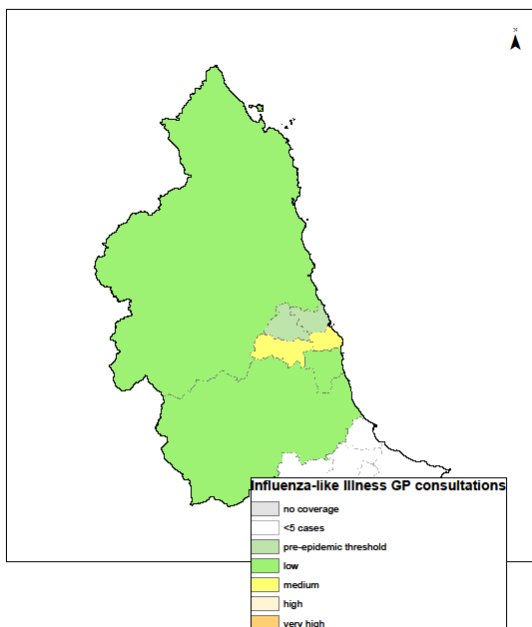 N
Influenza-like Illness GP consultations
no coverage
<5 cases
pre-epidemic threshold
low
medium
high
very high